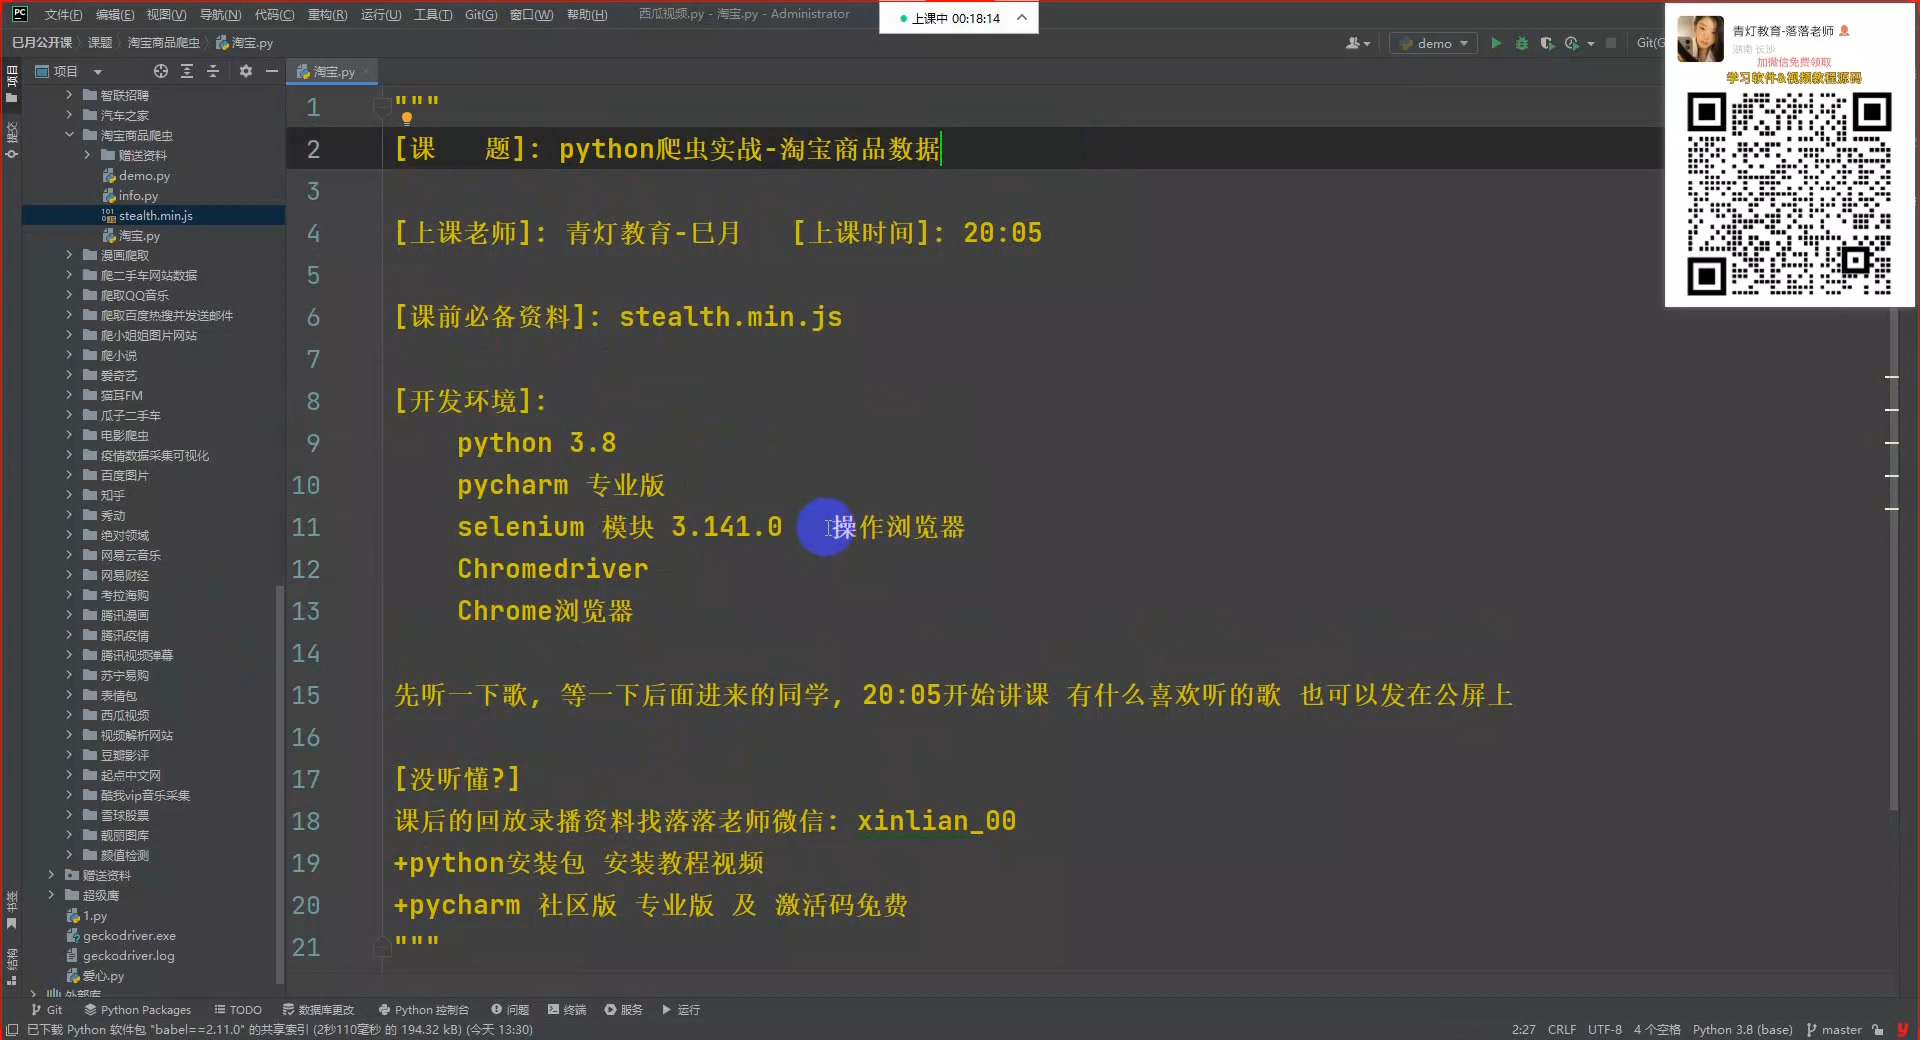 文件(F) 编辑(E) 视图(V) 导航(N) 代码(C) 重构(R) 运行(U) 工具(T) Git(G) 窗口(W) 帮助(H) 西瓜视频.py - 淘宝.py - Administrator
上课中 00:18:14
巳月公开课 课题 淘宝商品爬虫 淘宝.py
demo
Git(G
青灯教育-落落老师
湖南 长沙
加微信免费领取
学习软件&视频教程源码
项目
项目
提交
书签
结构
淘宝.py
智联招聘
汽车之家
淘宝商品爬虫
赠送资料
demo.py
info.py
stealth.min.js
淘宝.py
漫画爬取
爬二手车网站数据
爬取QQ音乐
爬取百度热搜并发送邮件
爬小姐姐图片网站
爬小说
爱奇艺
猫耳FM
瓜子二手车
电影爬虫
疫情数据采集可视化
百度图片
知乎
秀动
绝对领域
网易云音乐
网易财经
考拉海购
腾讯漫画
腾讯疫情
腾讯视频弹幕
苏宁易购
表情包
西瓜视频
视频解析网站
豆瓣影评
起点中文网
酷我vip音乐采集
雪球股票
靓丽图库
颜值检测
赠送资料
超级鹰
1.py
geckodriver.exe
geckodriver.log
爱心.py
外部库
1 """
2 [课 题]: python爬虫实战-淘宝商品数据
3
4 [上课老师]: 青灯教育-巳月 [上课时间]: 20:05
5
6 [课前必备资料]: stealth.min.js
7
8 [开发环境]:
9 python 3.8
10 pycharm 专业版
11 selenium 模块 3.141.0 操作浏览器
12 Chromedriver
13 Chrome浏览器
14
15 先听一下歌, 等一下后面进来的同学, 20:05开始讲课 有什么喜欢听的歌 也可以发在公屏上
16
17 [没听懂?]
18 课后的回放录播资料找落落老师微信: xinlian_00
19 +python安装包 安装教程视频
20 +pycharm 社区版 专业版 及 激活码免费
21 """
Git Python Packages TODO 数据库更改 Python 控制台 问题 终端 服务 运行
已下载 Python 软件包 "babel==2.11.0" 的共享索引 (2秒110毫秒 的 194.32 kB) (今天 13:30)
2:27 CRLF UTF-8 4 个空格 Python 3.8 (base) master